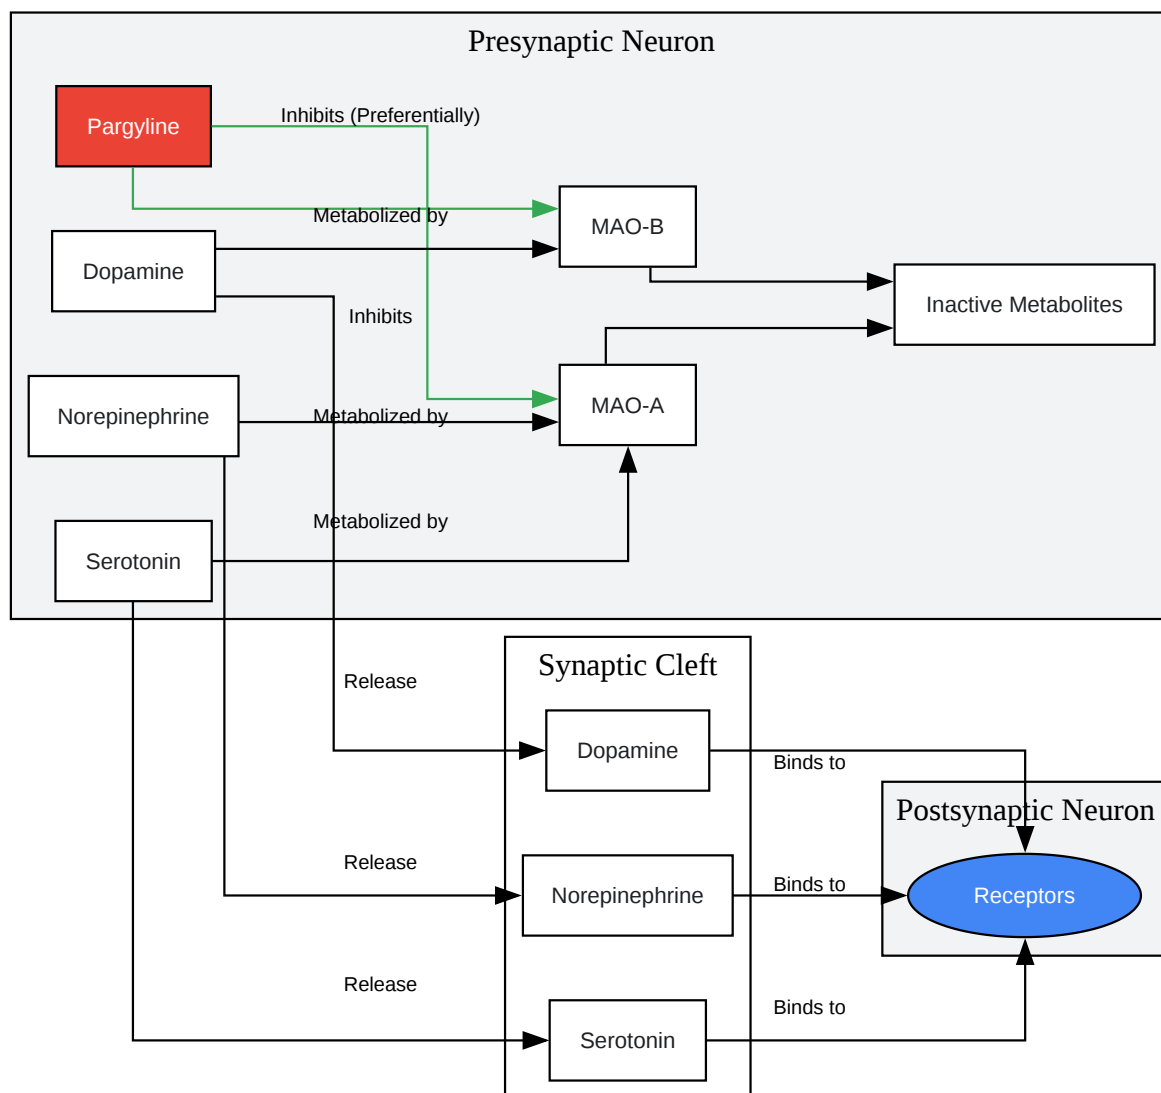 Presynaptic Neuron
Pargyline
Inhibits (Preferentially)
Metabolized by
MAO-B
Dopamine
Inactive Metabolites
Inhibits
MAO-A
Norepinephrine
Metabolized by
Metabolized by
Serotonin
Synaptic Cleft
Release
Dopamine
Binds to
Postsynaptic Neuron
Release
Norepinephrine
Binds to
Receptors
Release
Serotonin
Binds to